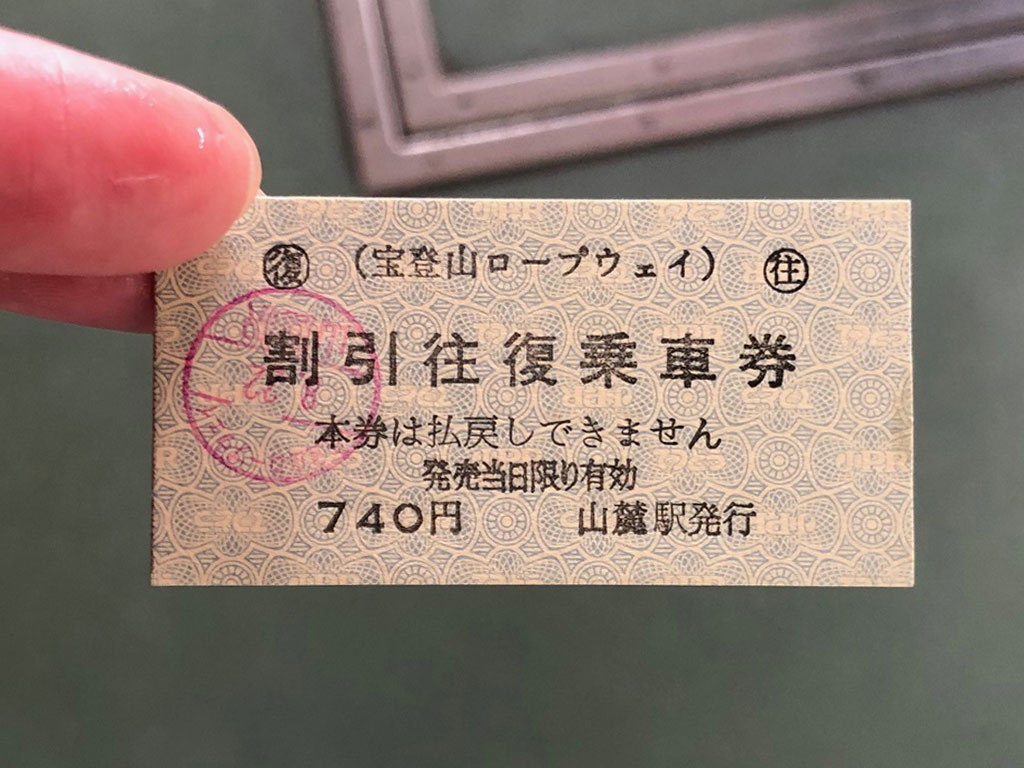 ㊝ (宝登山ロープウェイ) 
割引往復乗車券
本券は払戻しできません
発売当日限り有効
740円 山麓駅発行